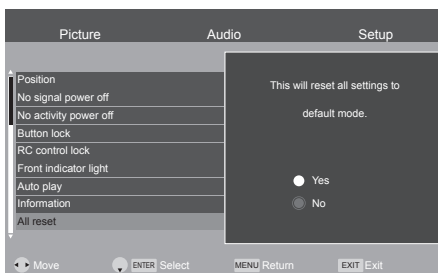 Picture Audio Setup
Position
No signal power off
No activity power off
Button lock
RC control lock
Front indicator light
Auto play
Information
All reset
This will reset all settings to
default mode.
Yes
No
Move ENTER Select MENU Return EXIT Exit